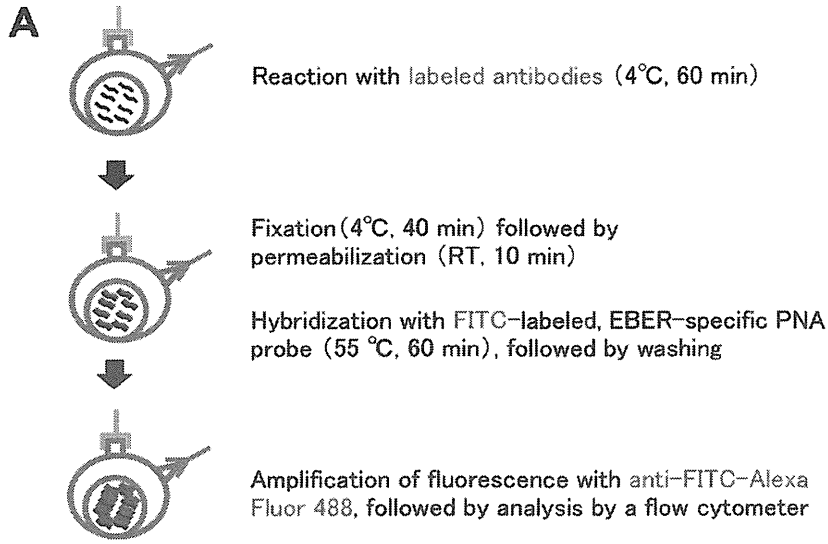 A
Reaction with labeled antibodies (4℃, 60 min)
Fixation (4℃, 40 min) followed by
permeabilization (RT, 10 min)
Hybridization with FITC-labeled, EBER-specific PNA
probe (55 ℃, 60 min), followed by washing
Amplification of fluorescence with anti-FITC-Alexa
Fluor 488, followed by analysis by a flow cytometer